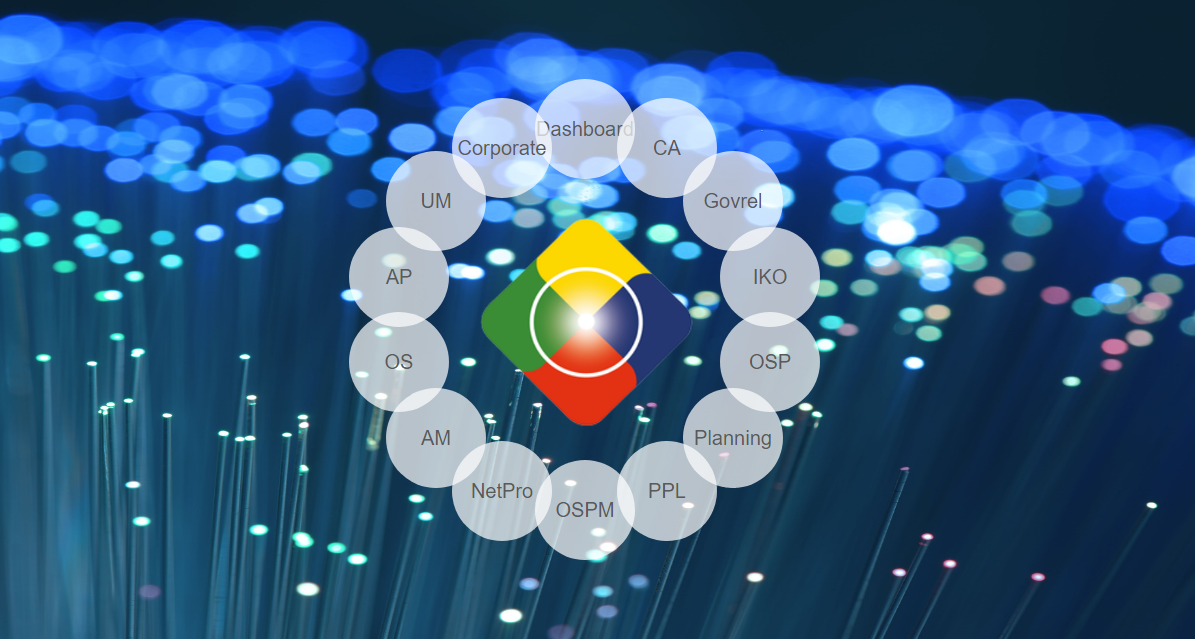 Dashboard
CA
Govrel
IKO
OSP
Planning
PPL
OSPM
NetPro
AM
OS
AP
UM
Corporate